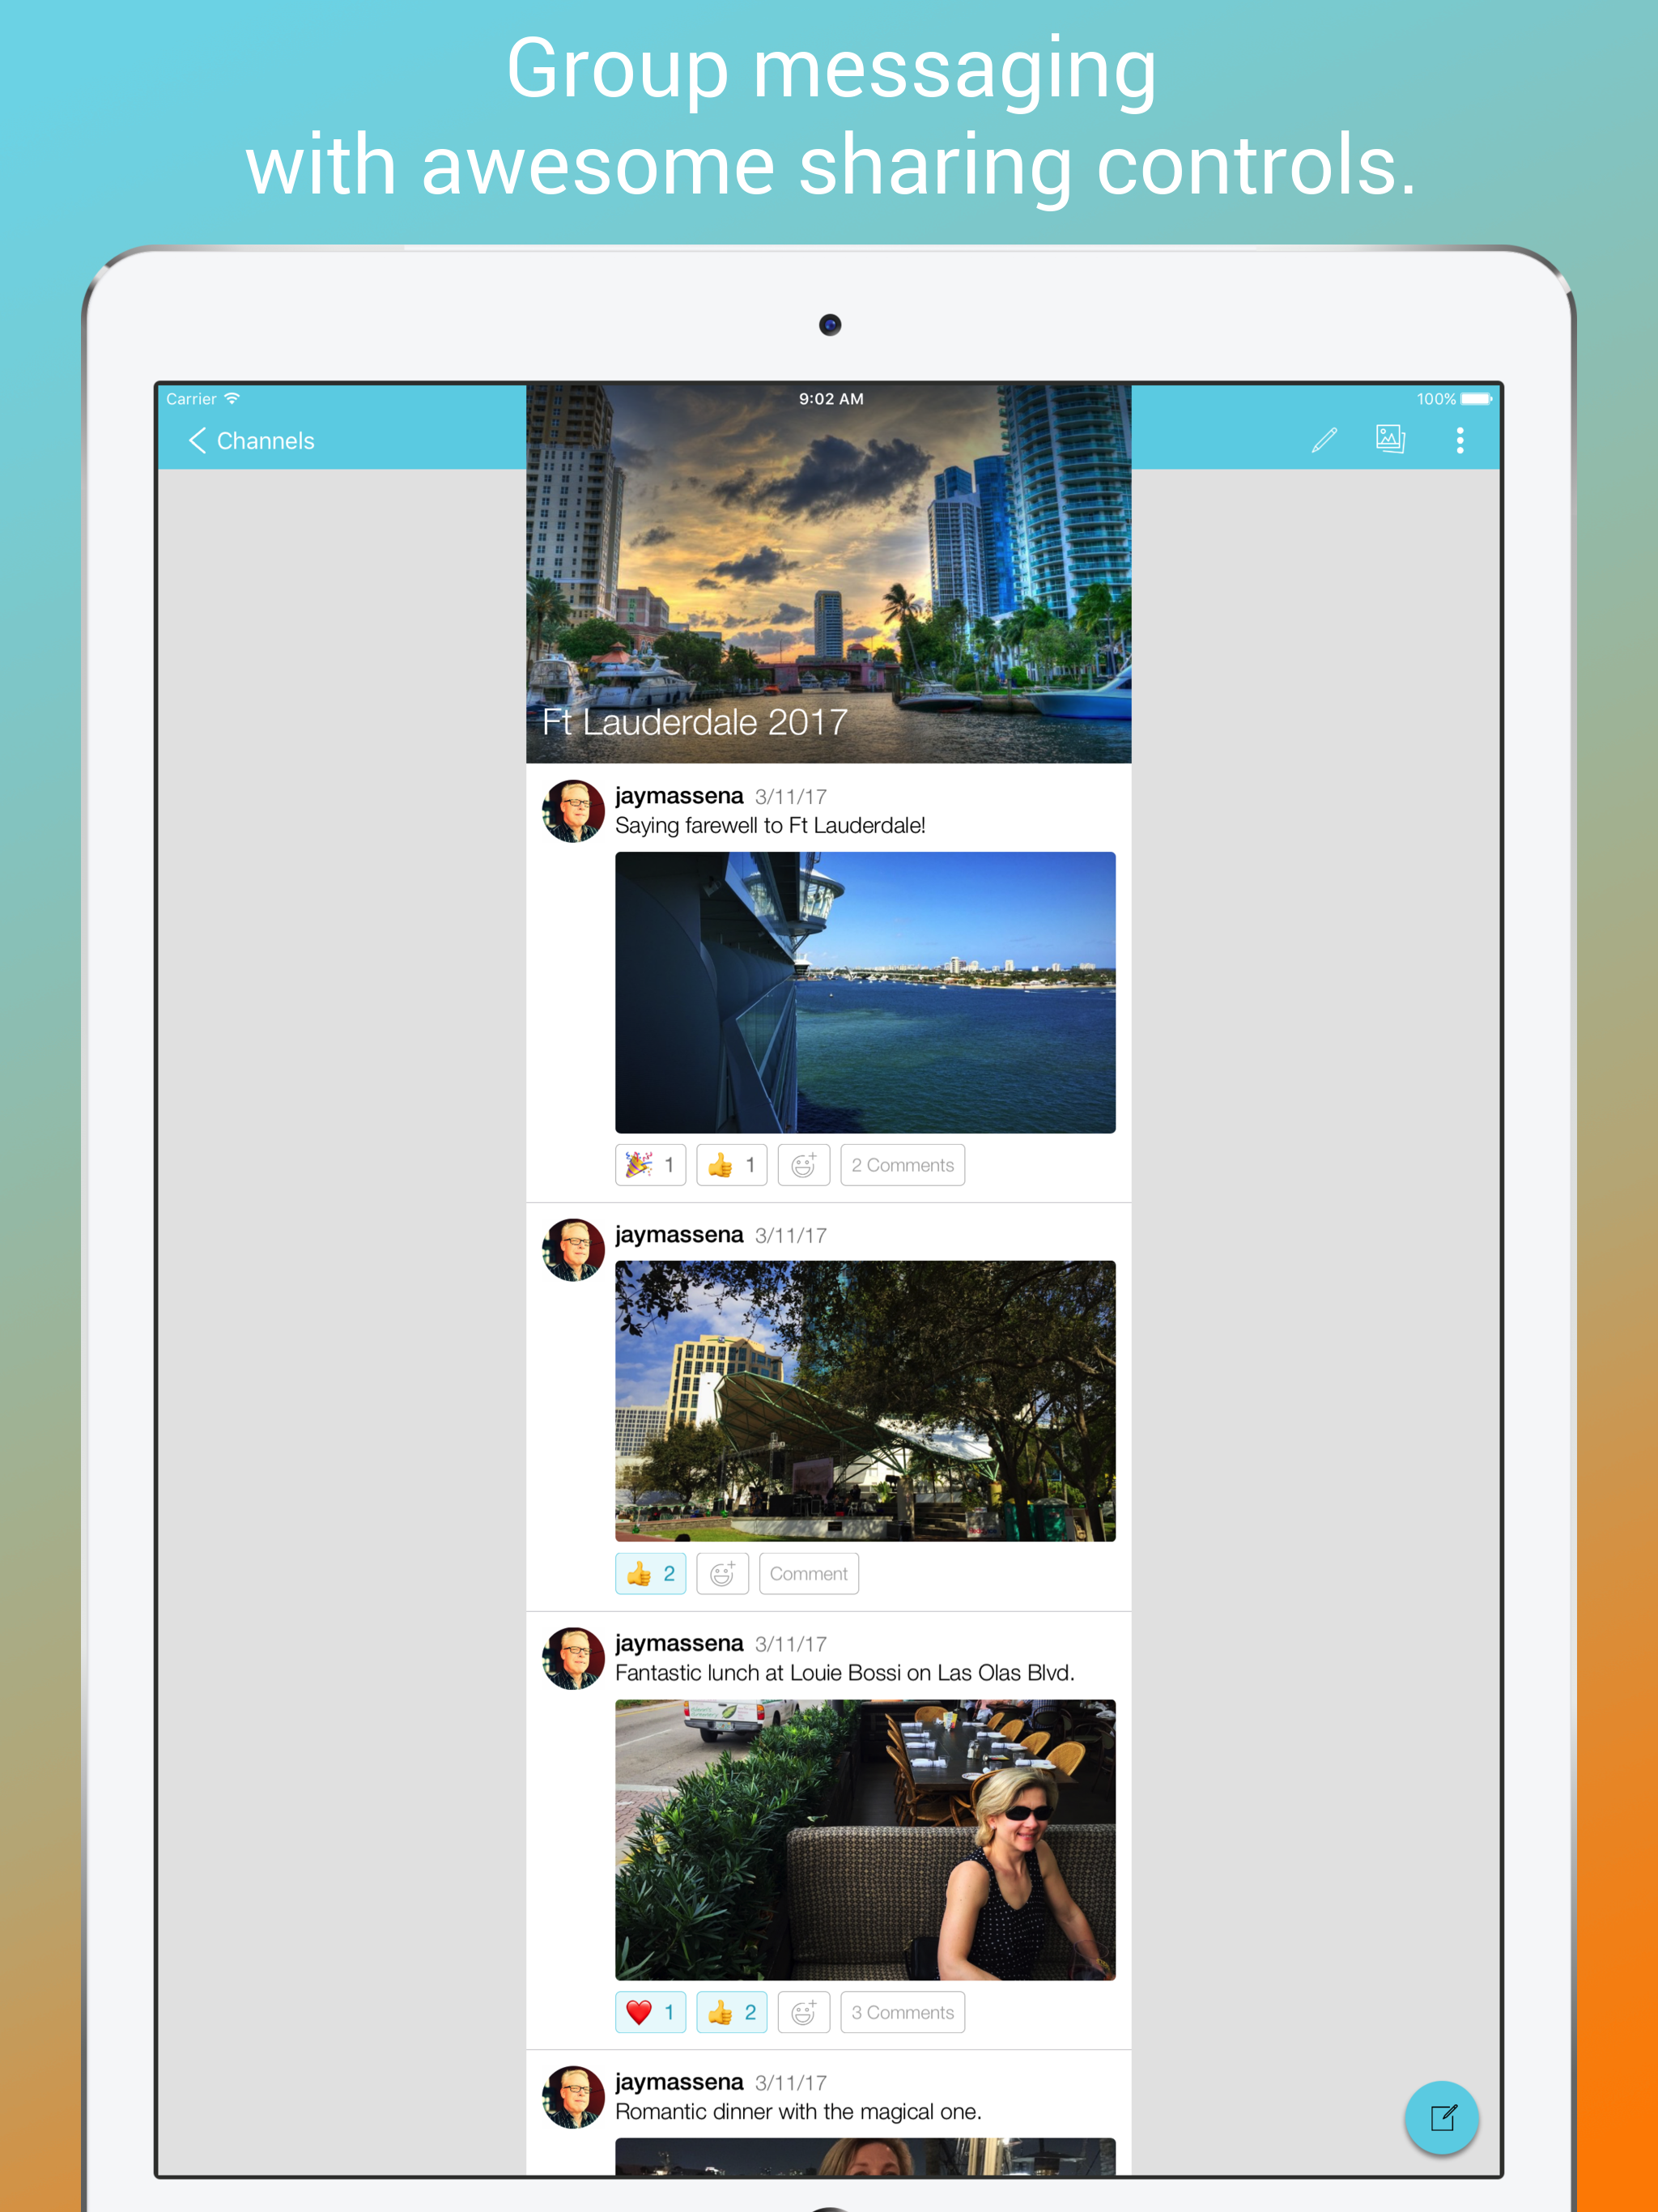 Group messaging
with awesome sharing controls.
Carrier
9:02 AM
100%
Channels
Ft Lauderdale 2017
jaymassena 3/11/17
Saying farewell to Ft Lauderdale!
1
1
2 Comments
jaymassena 3/11/17
2
Comment
jaymassena 3/11/17
Fantastic lunch at Louie Bossi on Las Olas Blvd.
1
2
3 Comments
jaymassena 3/11/17
Romantic dinner with the magical one.